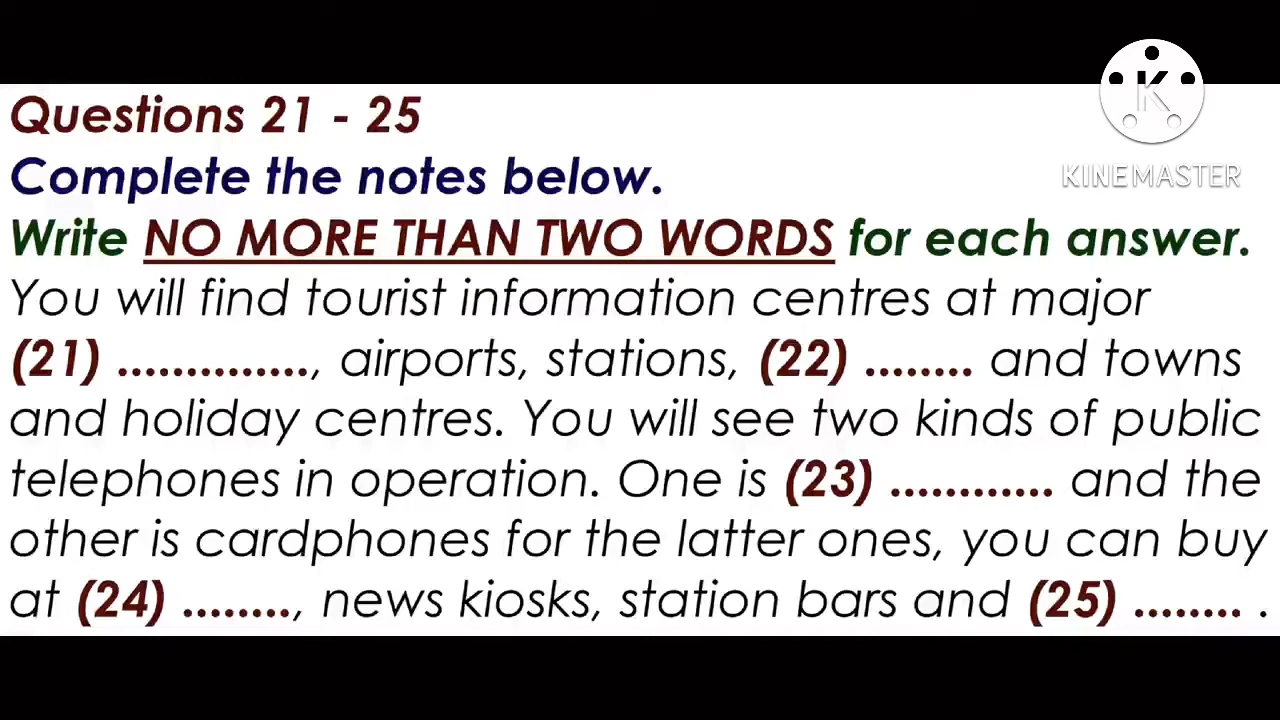 K
KINEMASTER
Questions 21 - 25
Complete the notes below.
Write NO MORE THAN TWO WORDS for each answer.
You will find tourist information centres at major
(21) .............., airports, stations, (22) ........ and towns
and holiday centres. You will see two kinds of public
telephones in operation. One is (23) ............ and the
other is cardphones for the latter ones, you can buy
at (24) ........, news kiosks, station bars and (25) ........ .